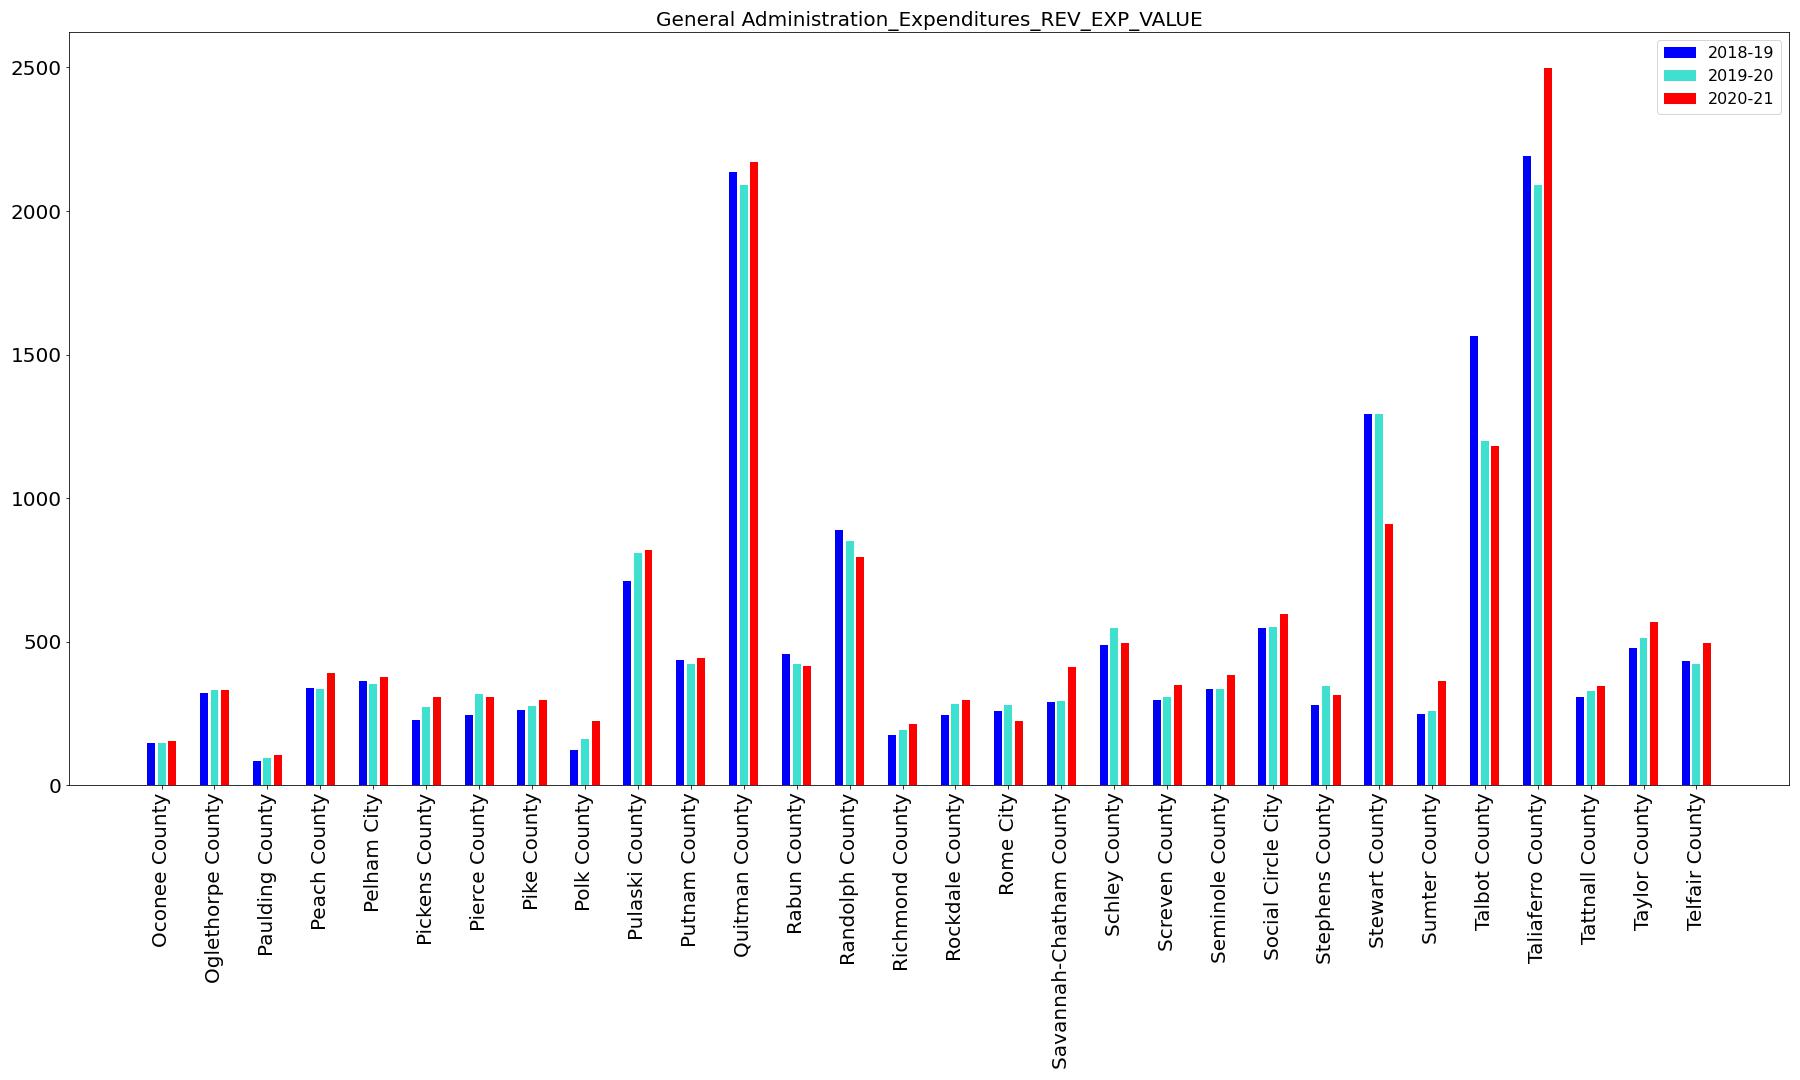 General Administration_Expenditures_REV_EXP_VALUE
2018-19
2019-20
2020-21
2500
2000
1500
1000
500
0
Oconee County
Oglethorpe County
Paulding County
Peach County
Pelham City
Pickens County
Pierce County
Pike County
Polk County
Pulaski County
Putnam County
Quitman County
Rabun County
Randolph County
Richmond County
Rockdale County
Rome City
Savannah-Chatham County
Schley County
Screven County
Seminole County
Social Circle City
Stephens County
Stewart County
Sumter County
Talbot County
Taliaferro County
Tattnall County
Taylor County
Telfair County